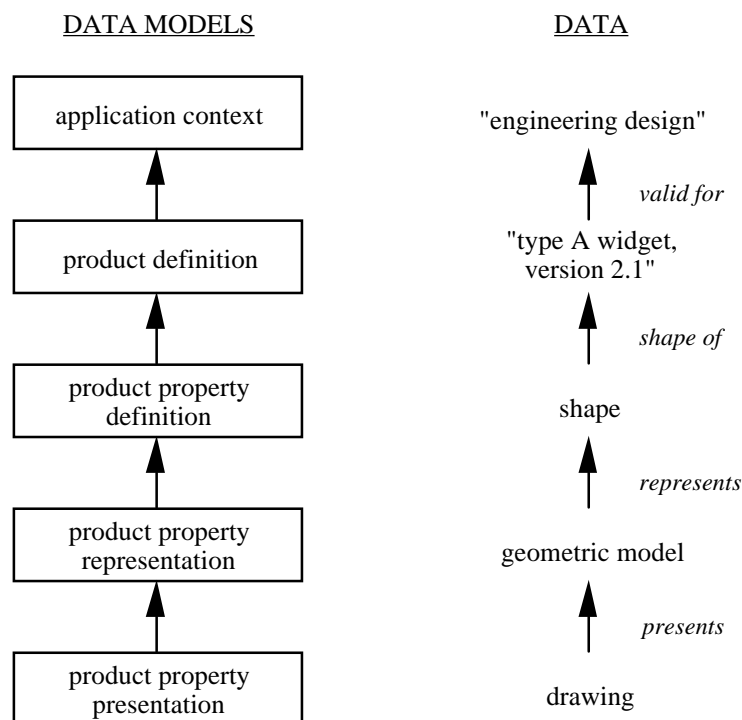 DATA MODELS
DATA
application context
"engineering design"
valid for
product definition
"type A widget,
version 2.1"
shape of
product property
definition
shape
represents
product property
representation
geometric model
presents
product property
presentation
drawing